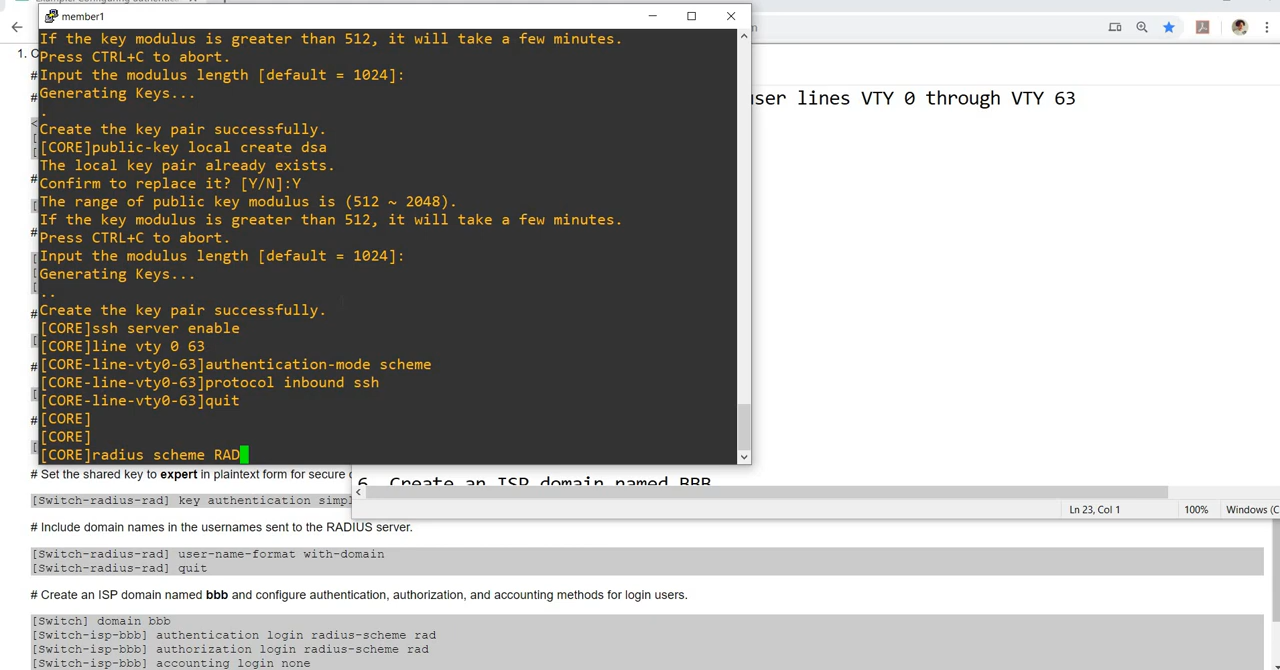 member1
If the key modulus is greater than 512, it will take a few minutes.
Press CTRL+C to abort.
Input the modulus length [default = 1024]:
Generating Keys...
.
Create the key pair successfully.
[CORE]public-key local create dsa
The local key pair already exists.
Confirm to replace it? [Y/N]:Y
The range of public key modulus is (512 ~ 2048).
If the key modulus is greater than 512, it will take a few minutes.
Press CTRL+C to abort.
Input the modulus length [default = 1024]:
Generating Keys...
..
Create the key pair successfully.
[CORE]ssh server enable
[CORE]line vty 0 63
[CORE-line-vty0-63]authentication-mode scheme
[CORE-line-vty0-63]protocol inbound ssh
[CORE-line-vty0-63]quit
[CORE]
[CORE]
[CORE]radius scheme RAD
user lines VTY 0 through VTY 63
6. Create an ISP domain named BBB
Ln 23, Col 1
100%
Windows (C
1.
# Set the shared key to expert in plaintext form for secure
[Switch-radius-rad] key authentication simpl
# Include domain names in the usernames sent to the RADIUS server.
[Switch-radius-rad] user-name-format with-domain
[Switch-radius-rad] quit
# Create an ISP domain named bbb and configure authentication, authorization, and accounting methods for login users.
[Switch] domain bbb
[Switch-isp-bbb] authentication login radius-scheme rad
[Switch-isp-bbb] authorization login radius-scheme rad
[Switch-isp-bbb] accounting login none